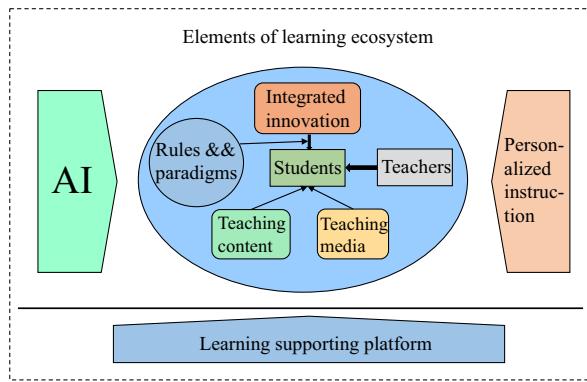 Elements of learning ecosystem
Integrated
innovation
Rules &&
paradigms
Students
Teachers
Teaching
content
Teaching
media
AI
Person-
alized
instruc-
tion
Learning supporting platform